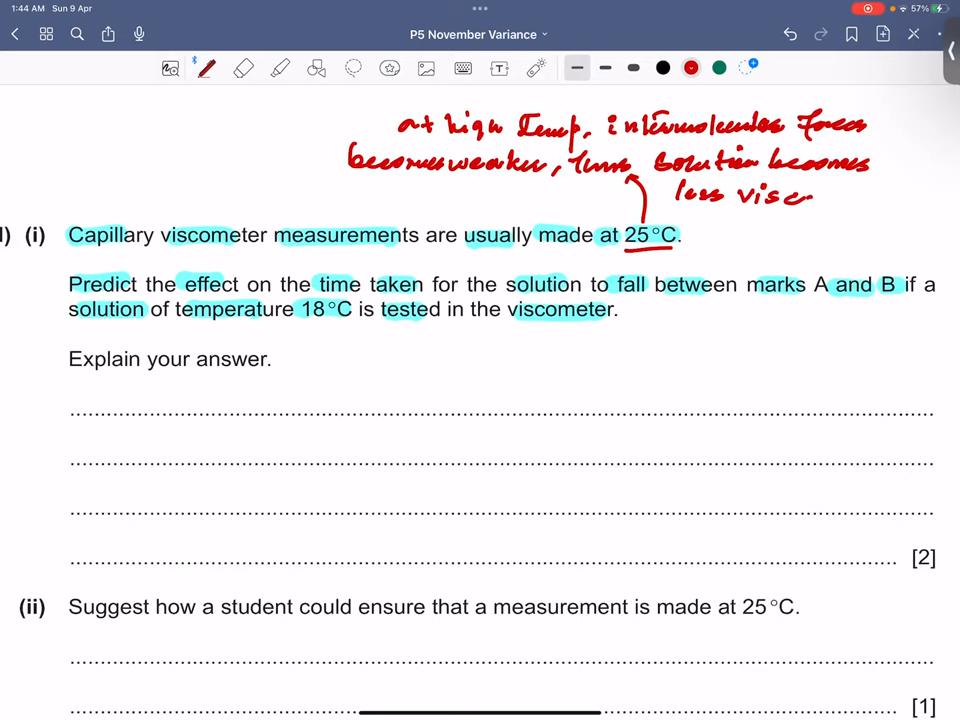 1:44 AM Sun 9 Apr
57%
P5 November Variance
at high Temp, intermolecular forces
becomes weaker, thus solution becomes
less visc
(i) Capillary viscometer measurements are usually made at 25 °C.
Predict the effect on the time taken for the solution to fall between marks A and B if a
solution of temperature 18 °C is tested in the viscometer.
Explain your answer.
[2]
(ii) Suggest how a student could ensure that a measurement is made at 25 °C.
[1]